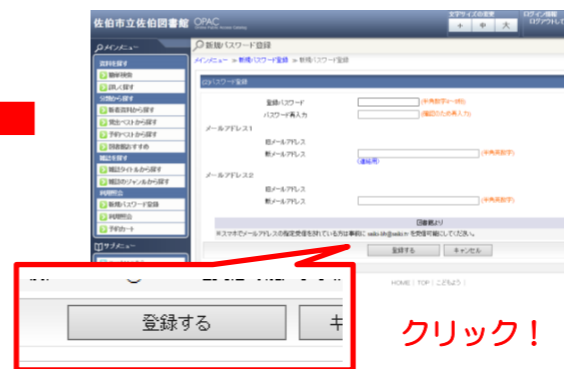 佐伯市立佐伯図書館 OPAC
文字サイズの変更
小 中 大
メインメニュー
資料を探す
簡単検索
詳しく探す
分類から探す
新着資料から探す
貸出ベストから探す
予約ベストから探す
図書館おすすめ
雑誌を探す
雑誌タイトルから探す
雑誌のジャンルから探す
利用照会
新規パスワード登録
利用照会
予約カート
サブメニュー
新規パスワード登録
メインメニュー ≫ 新規パスワード登録 ≫ 新規パスワード登録
パスワード登録
登録パスワード
パスワード再入力 (確認のため再入力)
メールアドレス1
旧メールアドレス
新メールアドレス (半角英数字)
(連絡用)
メールアドレス2
旧メールアドレス
新メールアドレス (半角英数字)
図書館より
登録する キャンセル
HOME | TOP | こどもよう |
登録する キ
クリック!